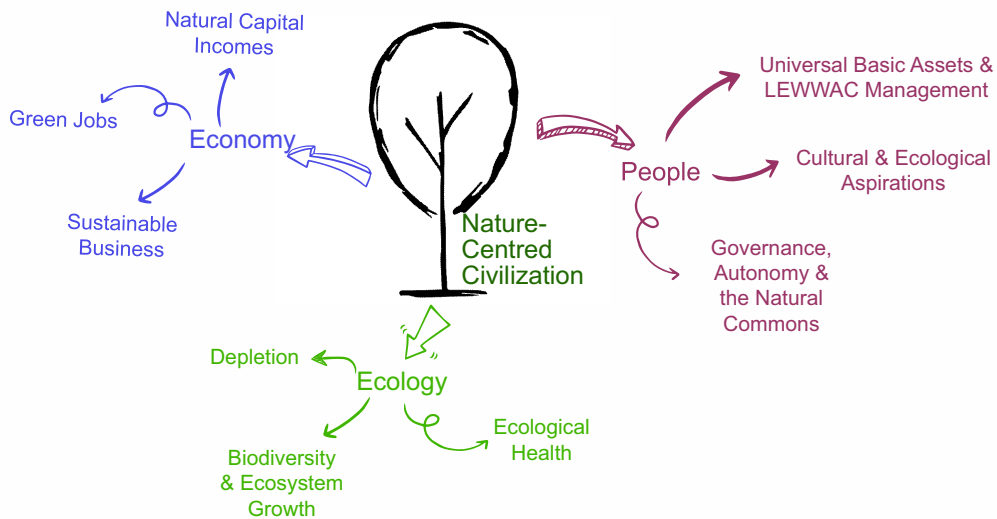 Natural Capital
Incomes
Green Jobs
Economy
Sustainable
Business
Nature-
Centred
Civilization
Universal Basic Assets &
LEWWAC Management
People
Cultural & Ecological
Aspirations
Governance,
Autonomy &
the Natural
Commons
Depletion
Ecology
Biodiversity
& Ecosystem
Growth
Ecological
Health